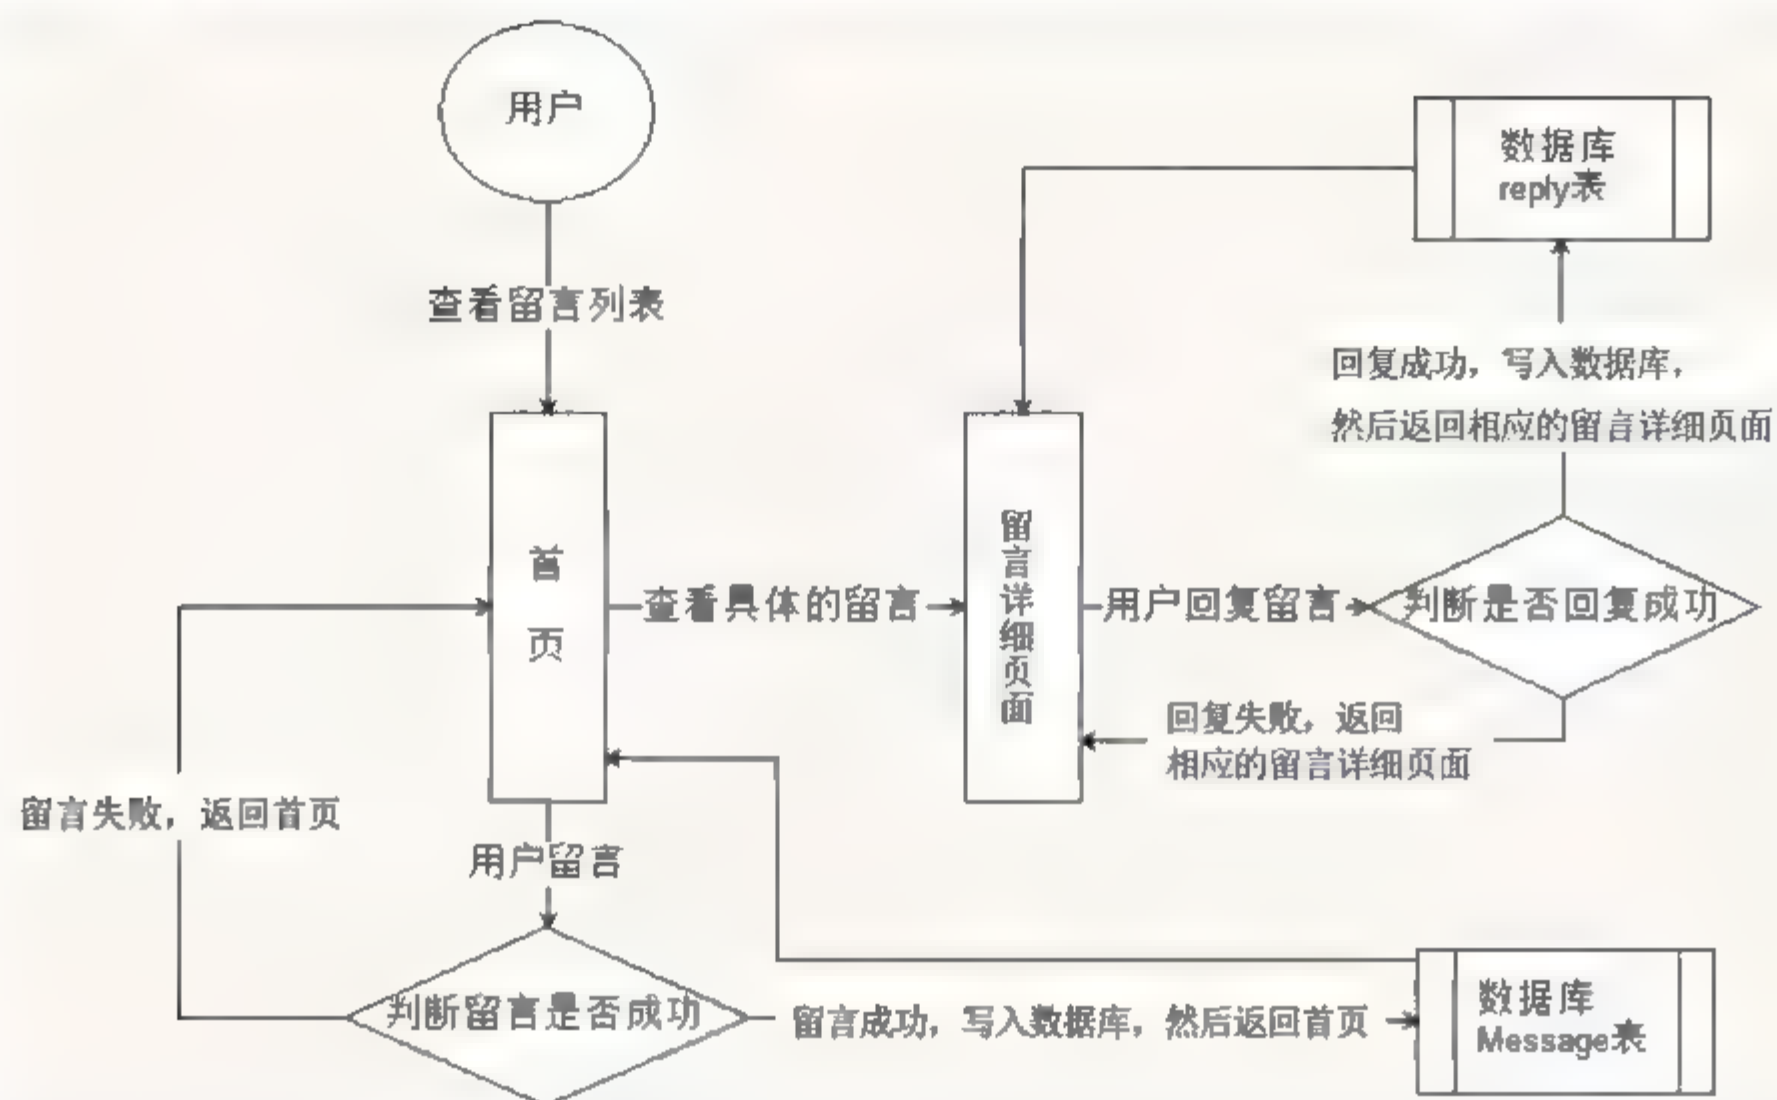 用户
数据库
reply表
查看留言列表
回复成功，写入数据库，
然后返回相应的留言详细页面
首
页
查看具体的留言
留
言
详
细
页
面
用户回复留言
判断是否回复成功
回复失败，返回
相应的留言详细页面
留言失败，返回首页
用户留言
判断留言是否成功
留言成功，写入数据库，然后返回首页
数据库
Message表